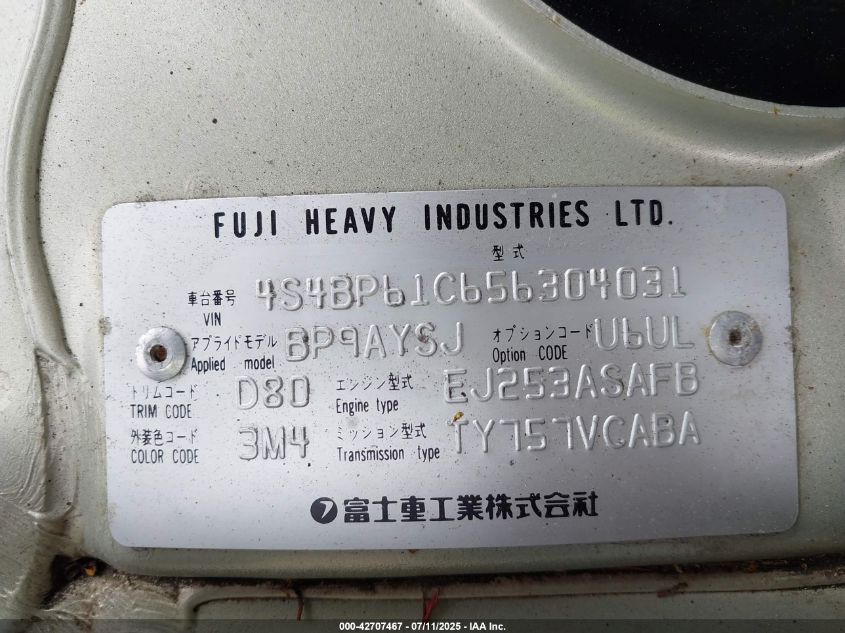 FUJI HEAVY INDUSTRIES LTD.
型式
車台番号 4S4BP61C656304031
VIN
アプライドモデル BP9AYSJ オプションコード U6UL
Applied model Option CODE
トリムコード D80 エンジン型式 EJ253ASAFB
TRIM CODE Engine type
外装色コード 3M4 ミッション型式 TY757VCABA
COLOR CODE Transmission type
富士重工業株式会社
000-42707467 - 07/11/2025 - IAA Inc.